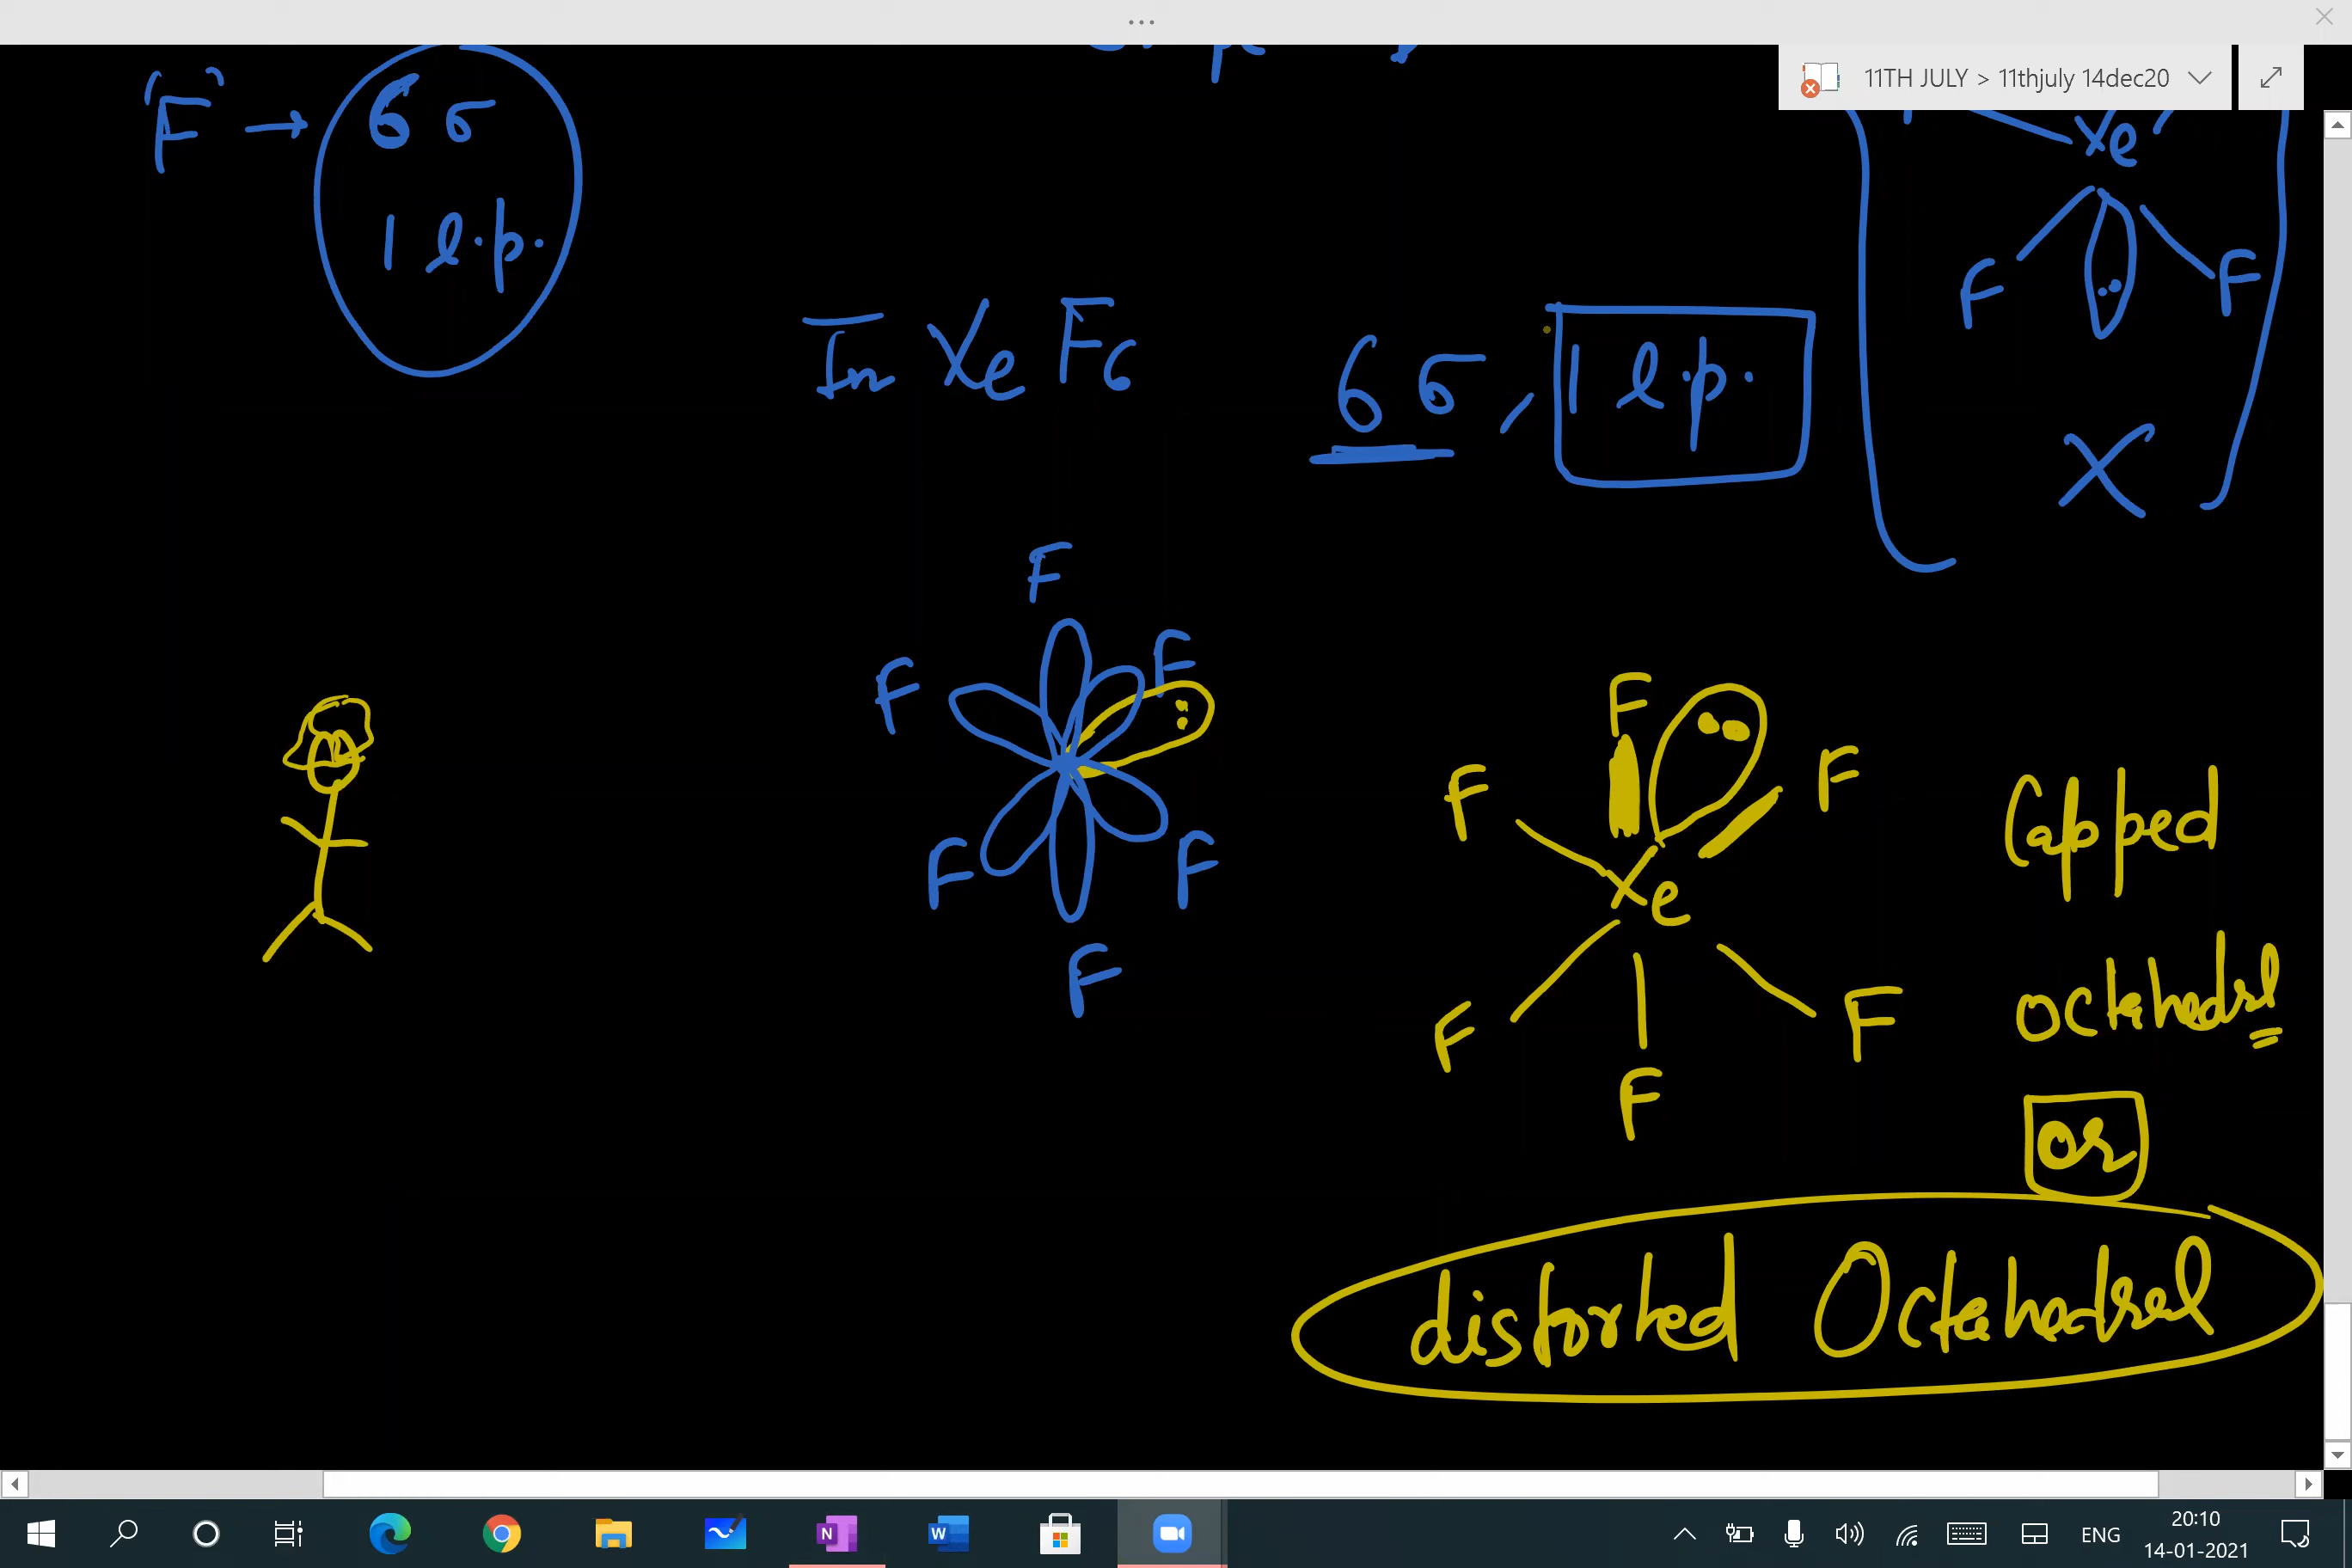 11TH JULY > 11thjuly 14dec20
F → 6 σ
1 l.p.
Xe
F F
X
In XeF6 6σ, 1 l.p.
F
F F
F F
F
F
F F
Xe
F F
F
Capped
octahedral
or
distorted Octahedral
ENG
20:10
14-01-2021